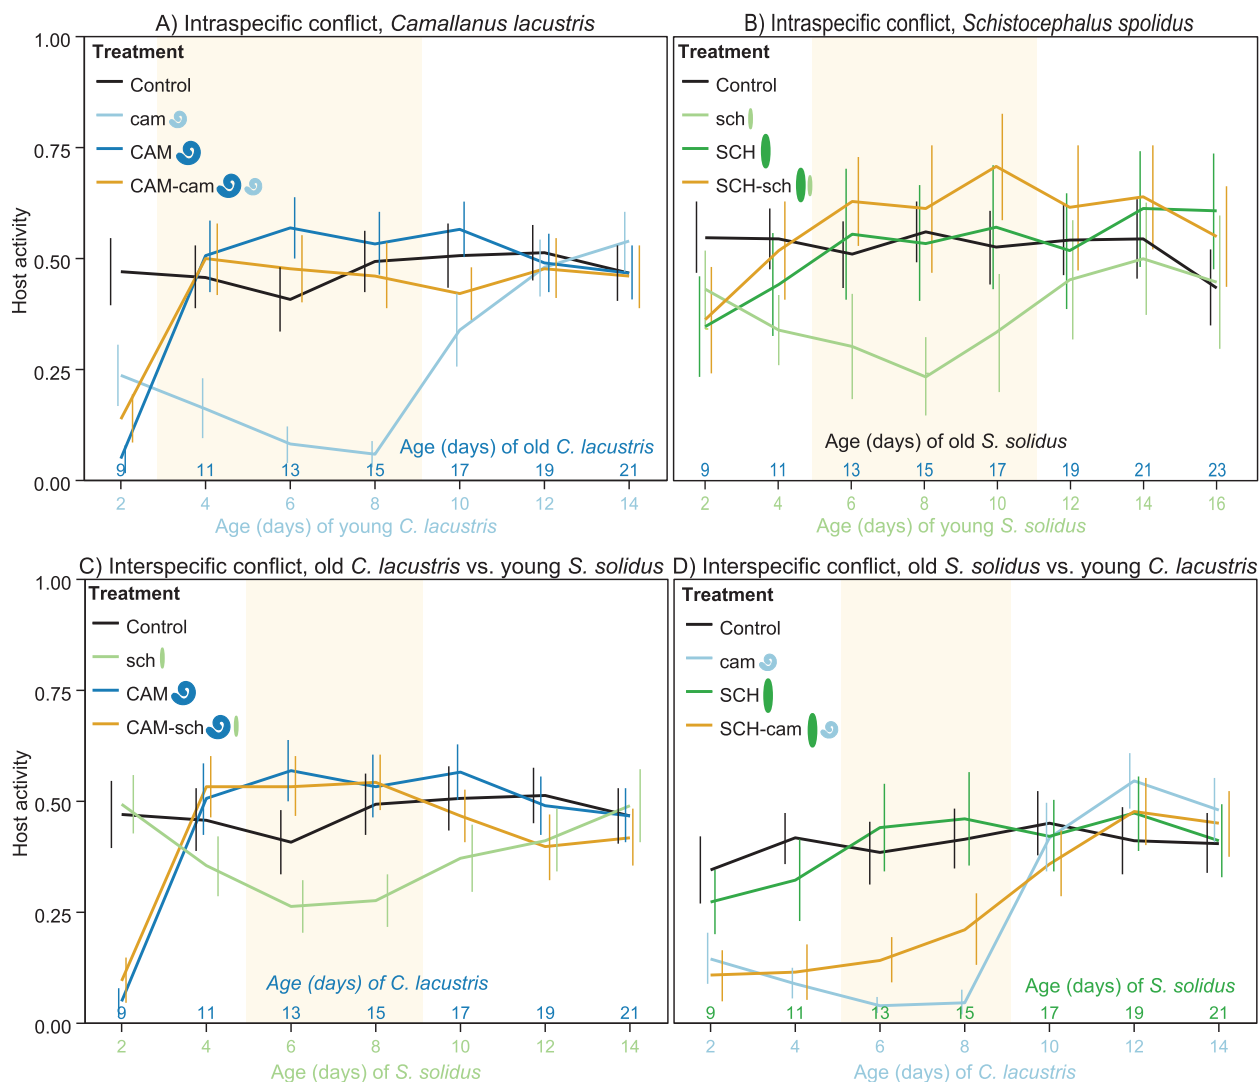 A) Intraspecific conflict, Camallanus lacustris
B) Intraspecific conflict, Schistocephalus spolidus
1.00
0.75
0.50
0.25
0.00
Host activity
Treatment
Control
cam
CAM
CAM-cam
Age (days) of old C. lacustris
9 11 13 15 17 19 21
2 4 6 8 10 12 14
Age (days) of young C. lacustris
Treatment
Control
sch
SCH
SCH-sch
Age (days) of old S. solidus
9 11 13 15 17 19 21 23
2 4 6 8 10 12 14 16
Age (days) of young S. solidus
C) Interspecific conflict, old C. lacustris vs. young S. solidus
D) Interspecific conflict, old S. solidus vs. young C. lacustris
1.00
0.75
0.50
0.25
0.00
Host activity
Treatment
Control
sch
CAM
CAM-sch
Age (days) of C. lacustris
9 11 13 15 17 19 21
2 4 6 8 10 12 14
Age (days) of S. solidus
Treatment
Control
cam
SCH
SCH-cam
Age (days) of S. solidus
9 11 13 15 17 19 21
2 4 6 8 10 12 14
Age (days) of C. lacustris